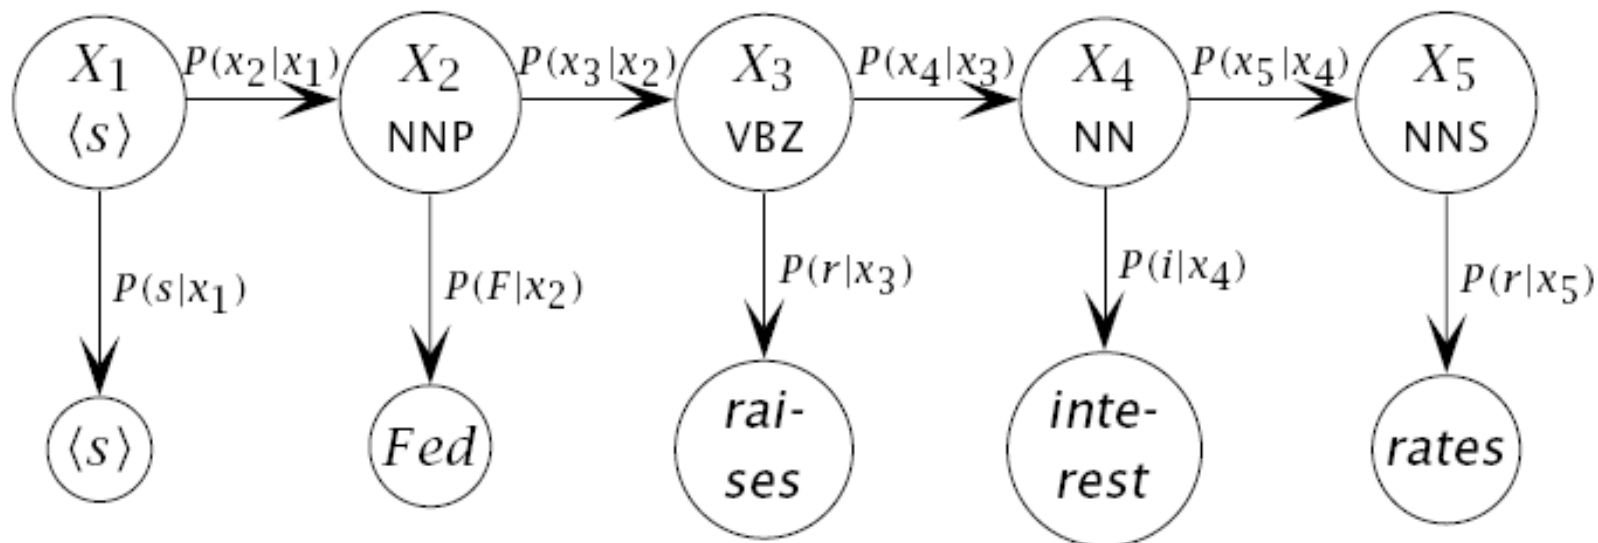 X1 P(x2|x1) X2 P(x3|x2) X3 P(x4|x3) X4 P(x5|x4) X5
⟨s⟩ NNP VBZ NN NNS
P(s|x1) P(F|x2) P(r|x3) P(i|x4) P(r|x5)
⟨s⟩ Fed rai- inte- rates
ses rest